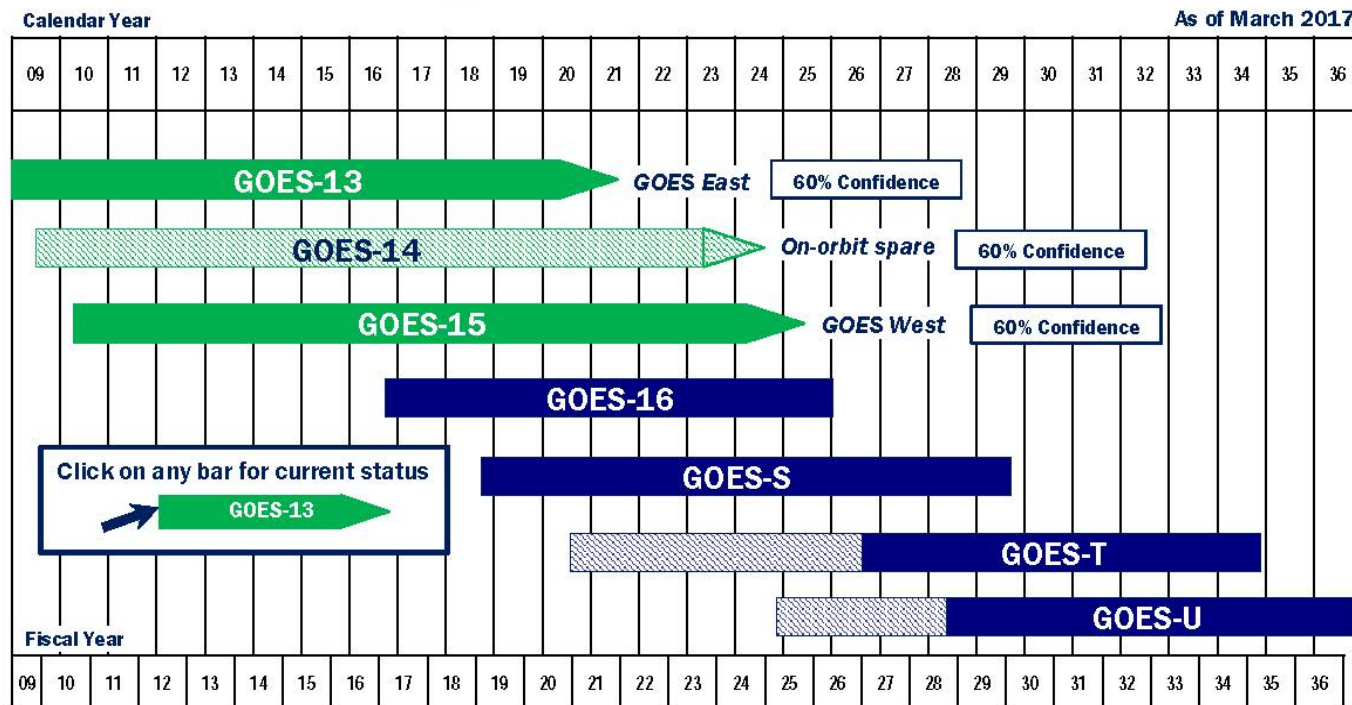 Calendar Year As of March 2017
09 10 11 12 13 14 15 16 17 18 19 20 21 22 23 24 25 26 27 28 29 30 31 32 33 34 35 36
GOES-13 GOES East 60% Confidence
GOES-14 On-orbit spare 60% Confidence
GOES-15 GOES West 60% Confidence
GOES-16
Click on any bar for current status
GOES-S
GOES-13
GOES-T
GOES-U
Fiscal Year
09 10 11 12 13 14 15 16 17 18 19 20 21 22 23 24 25 26 27 28 29 30 31 32 33 34 35 36